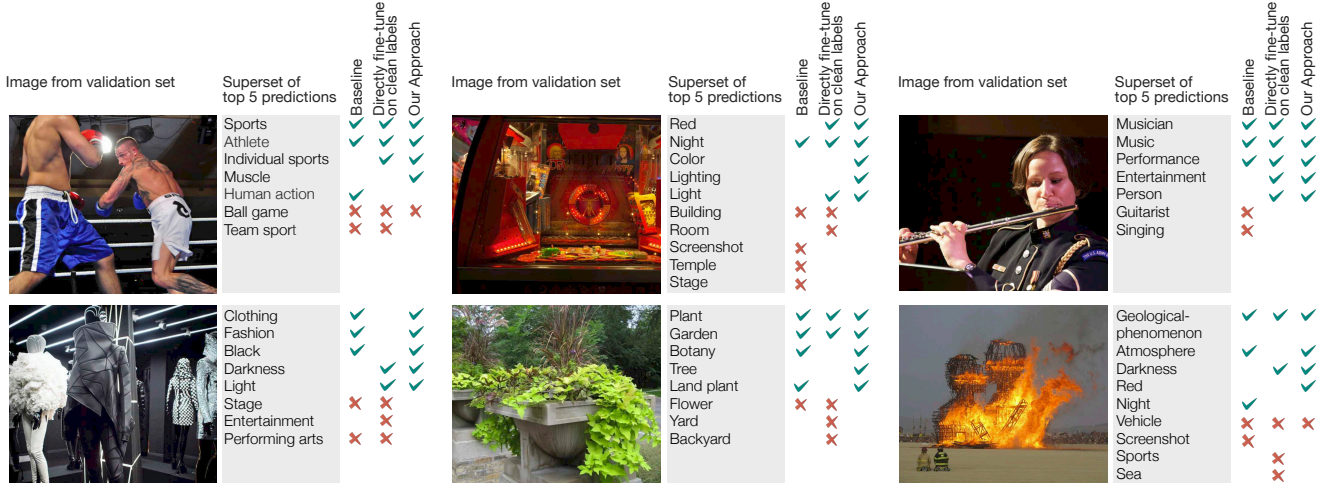 Image from validation set
Superset of
top 5 predictions
Baseline
Directly fine-tune
on clean labels
Our Approach
Sports
Athlete
Individual sports
Muscle
Human action
Ball game
Team sport
Image from validation set
Superset of
top 5 predictions
Baseline
Directly fine-tune
on clean labels
Our Approach
Red
Night
Color
Lighting
Light
Building
Room
Screenshot
Temple
Stage
Image from validation set
Superset of
top 5 predictions
Baseline
Directly fine-tune
on clean labels
Our Approach
Musician
Music
Performance
Entertainment
Person
Guitarist
Singing
Clothing
Fashion
Black
Darkness
Light
Stage
Entertainment
Performing arts
Plant
Garden
Botany
Tree
Land plant
Flower
Yard
Backyard
Geological-
phenomenon
Atmosphere
Darkness
Red
Night
Vehicle
Screenshot
Sports
Sea